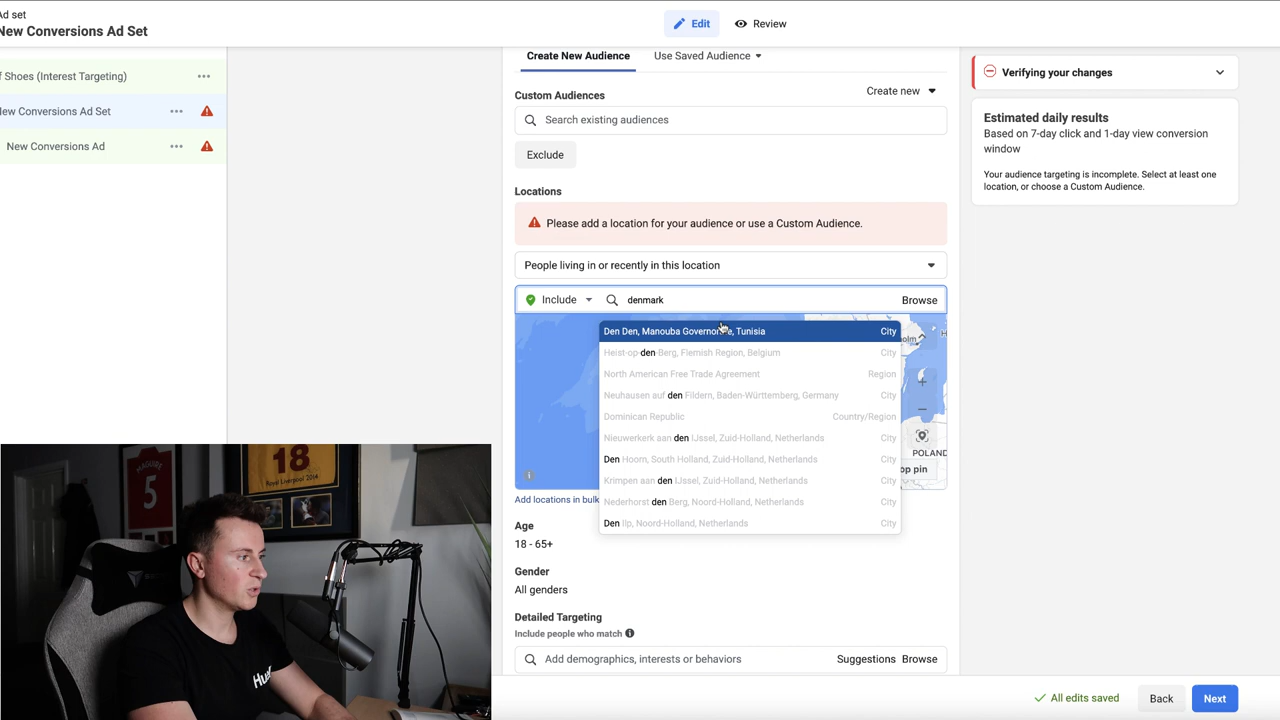 Ad set
New Conversions Ad Set
Edit
Review
f Shoes (Interest Targeting)
New Conversions Ad Set
New Conversions Ad
Create New Audience
Use Saved Audience
Custom Audiences
Create new
Search existing audiences
Exclude
Locations
Please add a location for your audience or use a Custom Audience.
People living in or recently in this location
Include
denmark
Browse
Den Den, Manouba Governorate, Tunisia City
Heist-op-den-Berg, Flemish Region, Belgium City
North American Free Trade Agreement Region
Neuhausen auf den Fildern, Baden-Württemberg, Germany City
Dominican Republic Country/Region
Nieuwerkerk aan den IJssel, Zuid-Holland, Netherlands City
Den Hoorn, South Holland, Zuid-Holland, Netherlands City
Krimpen aan den IJssel, Zuid-Holland, Netherlands City
Nederhorst den Berg, Noord-Holland, Netherlands City
Den Ilp, Noord-Holland, Netherlands City
olm
POLAND
op pin
Add locations in bulk
Age
18 - 65+
Gender
All genders
Detailed Targeting
Include people who match
Add demographics, interests or behaviors
Suggestions
Browse
Verifying your changes
Estimated daily results
Based on 7-day click and 1-day view conversion
window
Your audience targeting is incomplete. Select at least one
location, or choose a Custom Audience.
All edits saved
Back
Next
MAGUIRE
5
18
Royal Liverpool 2014